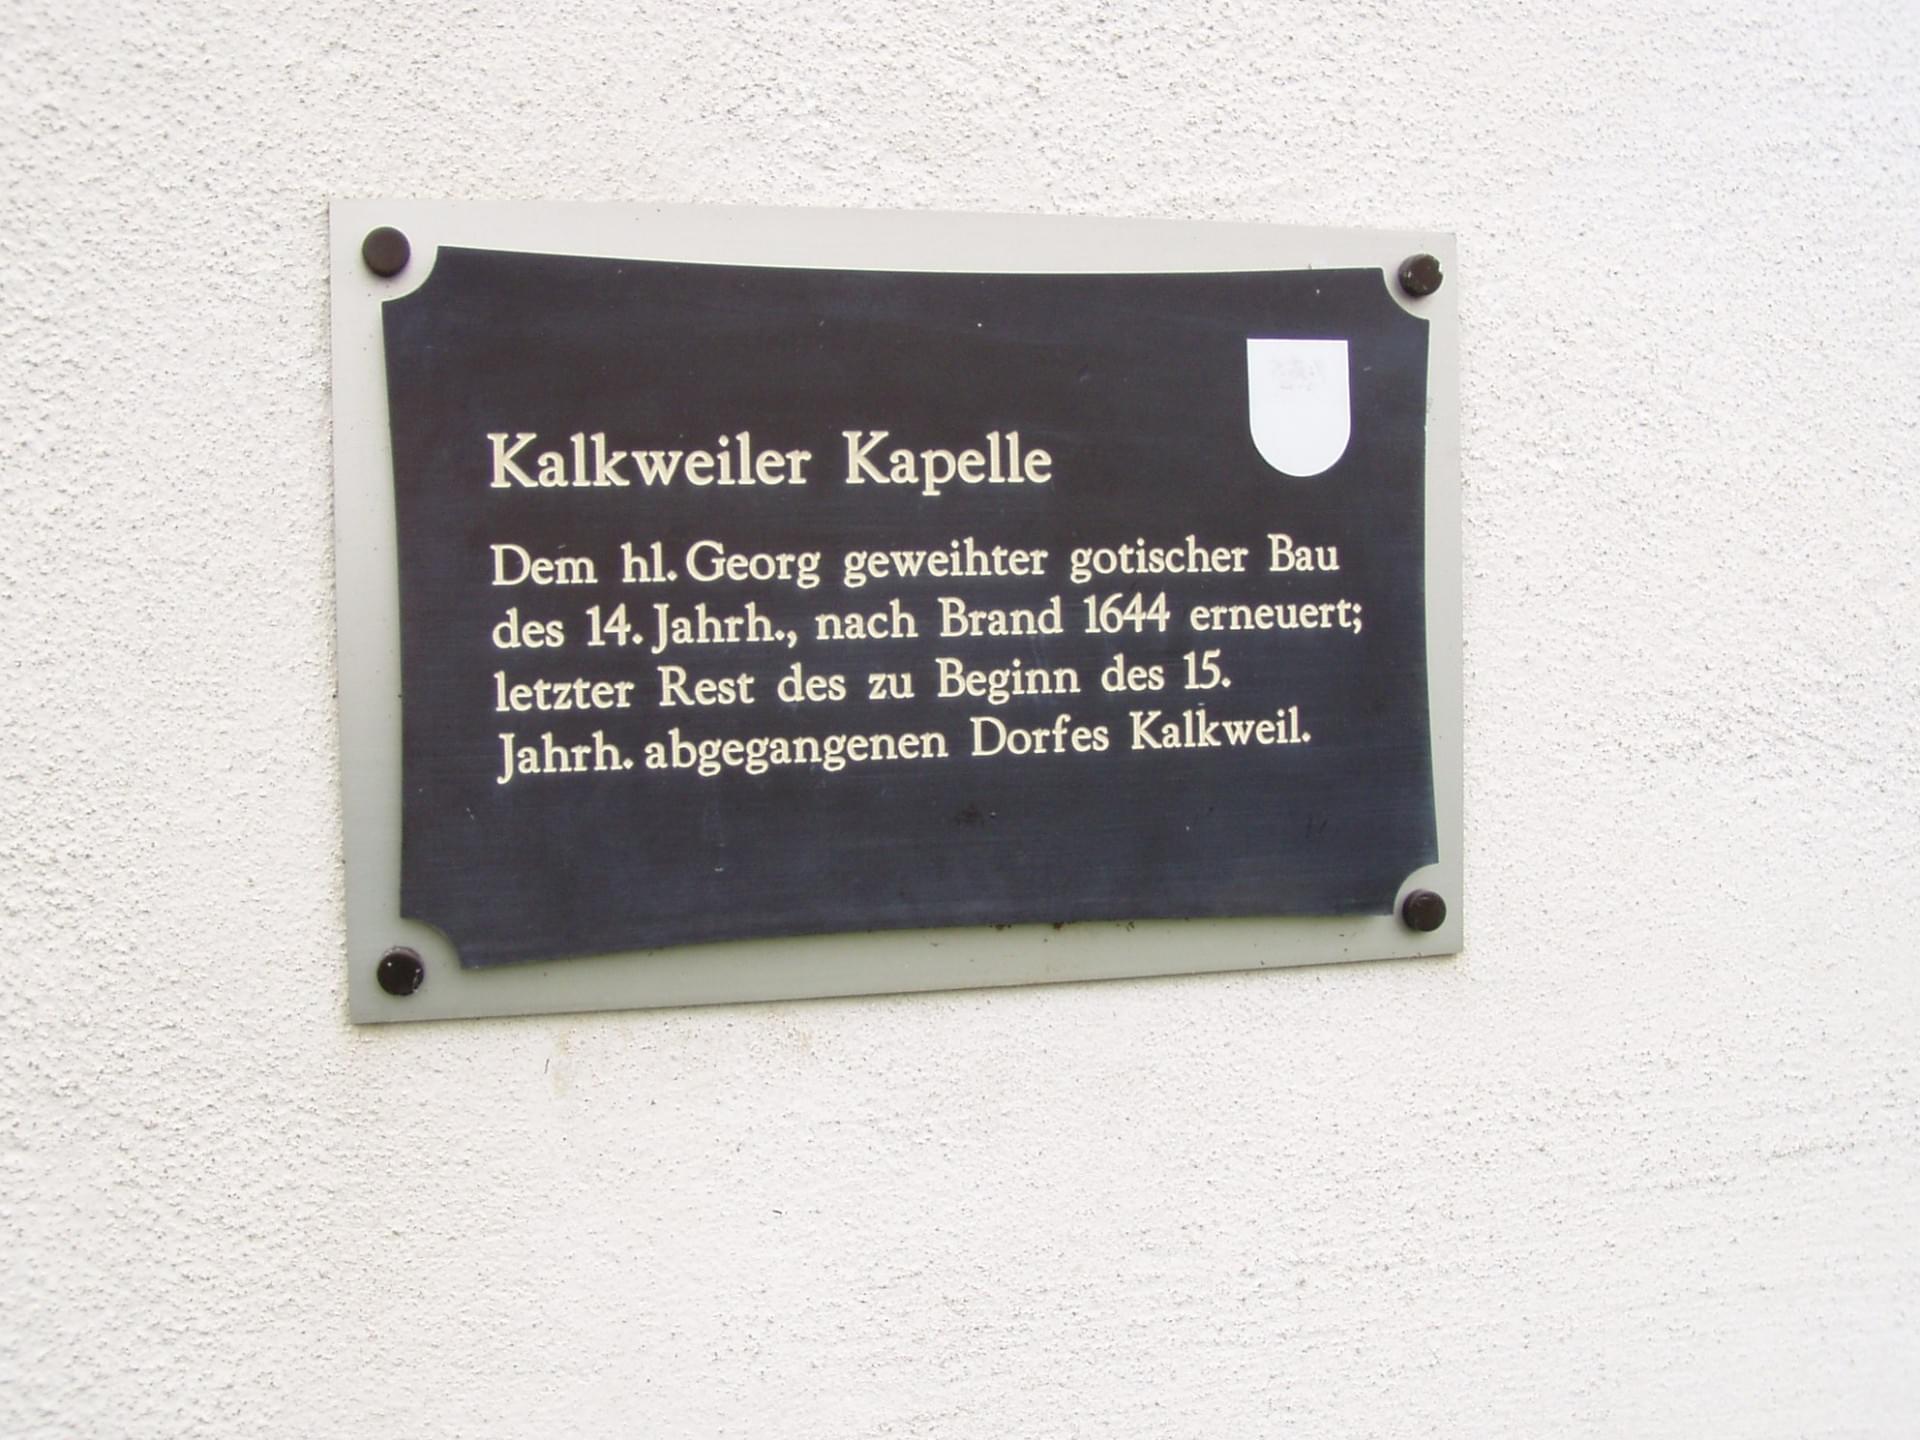 Kalkweiler Kapelle
Dem hl. Georg geweihter gotischer Bau
des 14. Jahrh., nach Brand 1644 erneuert;
letzter Rest des zu Beginn des 15.
Jahrh. abgegangenen Dorfes Kalkweil.